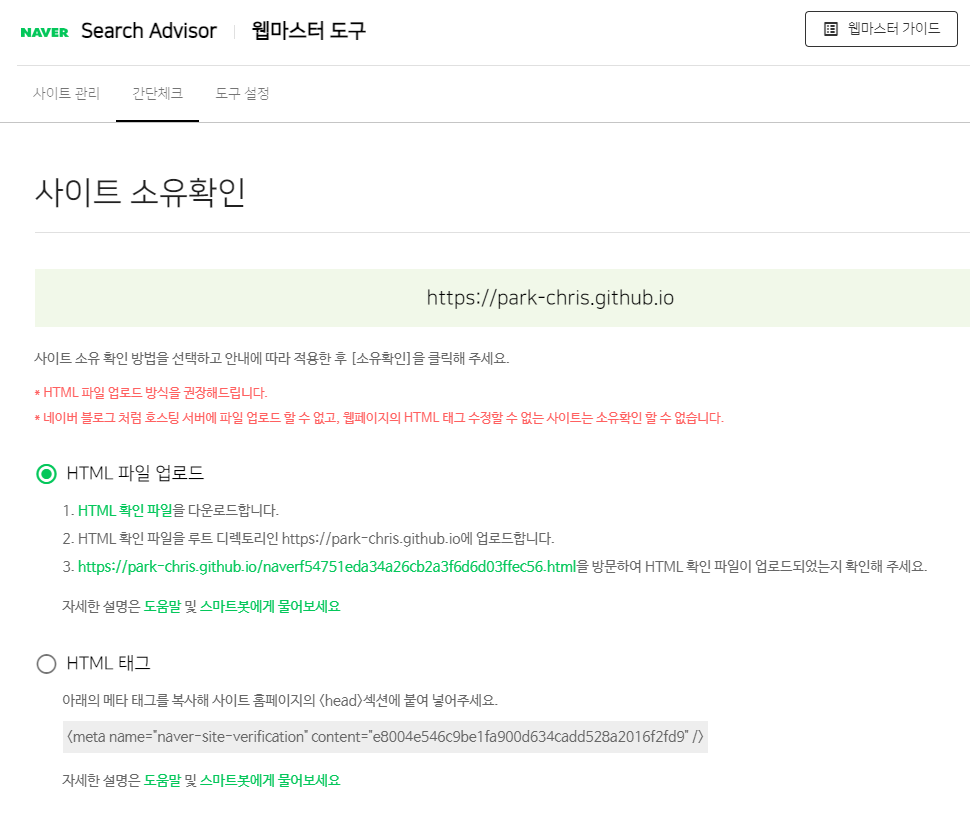 NAVER Search Advisor 웹마스터 도구 웹마스터 가이드
사이트 관리 간단체크 도구 설정
사이트 소유확인
https://park-chris.github.io
사이트 소유 확인 방법을 선택하고 안내에 따라 적용한 후 [소유확인]을 클릭해 주세요.
* HTML 파일 업로드 방식을 권장해드립니다.
* 네이버 블로그 처럼 호스팅 서버에 파일 업로드 할 수 없고, 웹페이지의 HTML 태그 수정할 수 없는 사이트는 소유확인 할 수 없습니다.
HTML 파일 업로드
1. HTML 확인 파일을 다운로드합니다.
2. HTML 확인 파일을 루트 디렉토리인 https://park-chris.github.io에 업로드합니다.
3. https://park-chris.github.io/naverf54751eda34a26cb2a3f6d6d03ffec56.html을 방문하여 HTML 확인 파일이 업로드되었는지 확인해 주세요.
자세한 설명은 도움말 및 스마트봇에게 물어보세요
HTML 태그
아래의 메타 태그를 복사해 사이트 홈페이지의 <head>섹션에 붙여 넣어주세요.
<meta name="naver-site-verification" content="e8004e546c9be1fa900d634cadd528a2016f2fd9" />
자세한 설명은 도움말 및 스마트봇에게 물어보세요